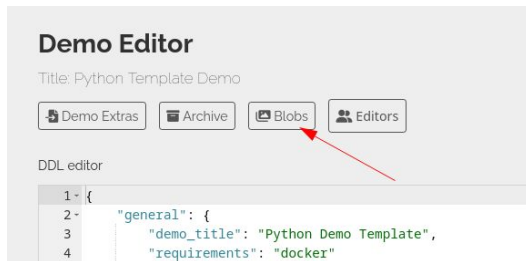 Demo Editor
Title: Python Template Demo
Demo Extras Archive Blobs Editors
DDL editor
1 {
2 "general": {
3 "demo_title": "Python Demo Template",
4 "requirements": "docker"